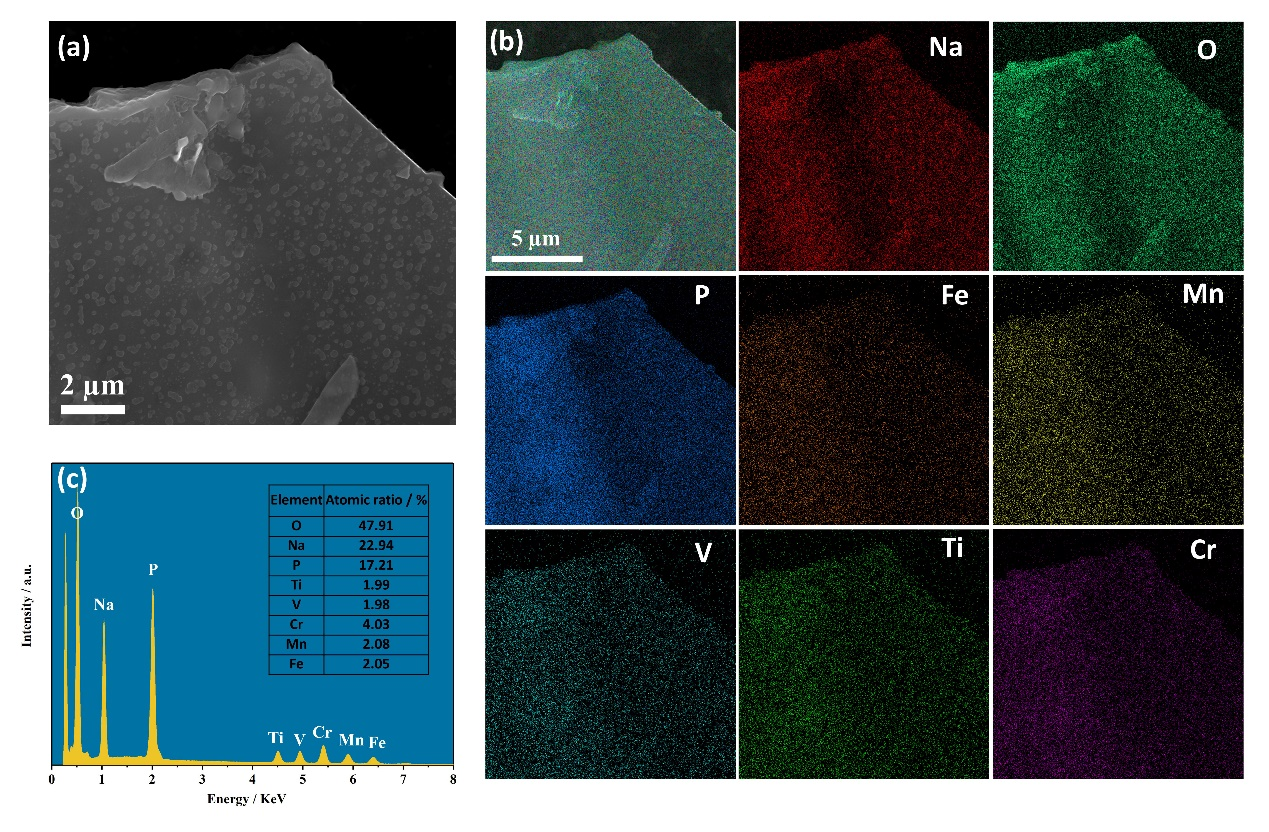 (a)
2 µm
(b)
5 µm
Na
O
P
Fe
Mn
V
Ti
Cr
(c)
Intensity / a.u.
O
Na
P
Ti
V
Cr
Mn
Fe
Element Atomic ratio / %
O 47.91
Na 22.94
P 17.21
Ti 1.99
V 1.98
Cr 4.03
Mn 2.08
Fe 2.05
0 1 2 3 4 5 6 7 8
Energy / KeV